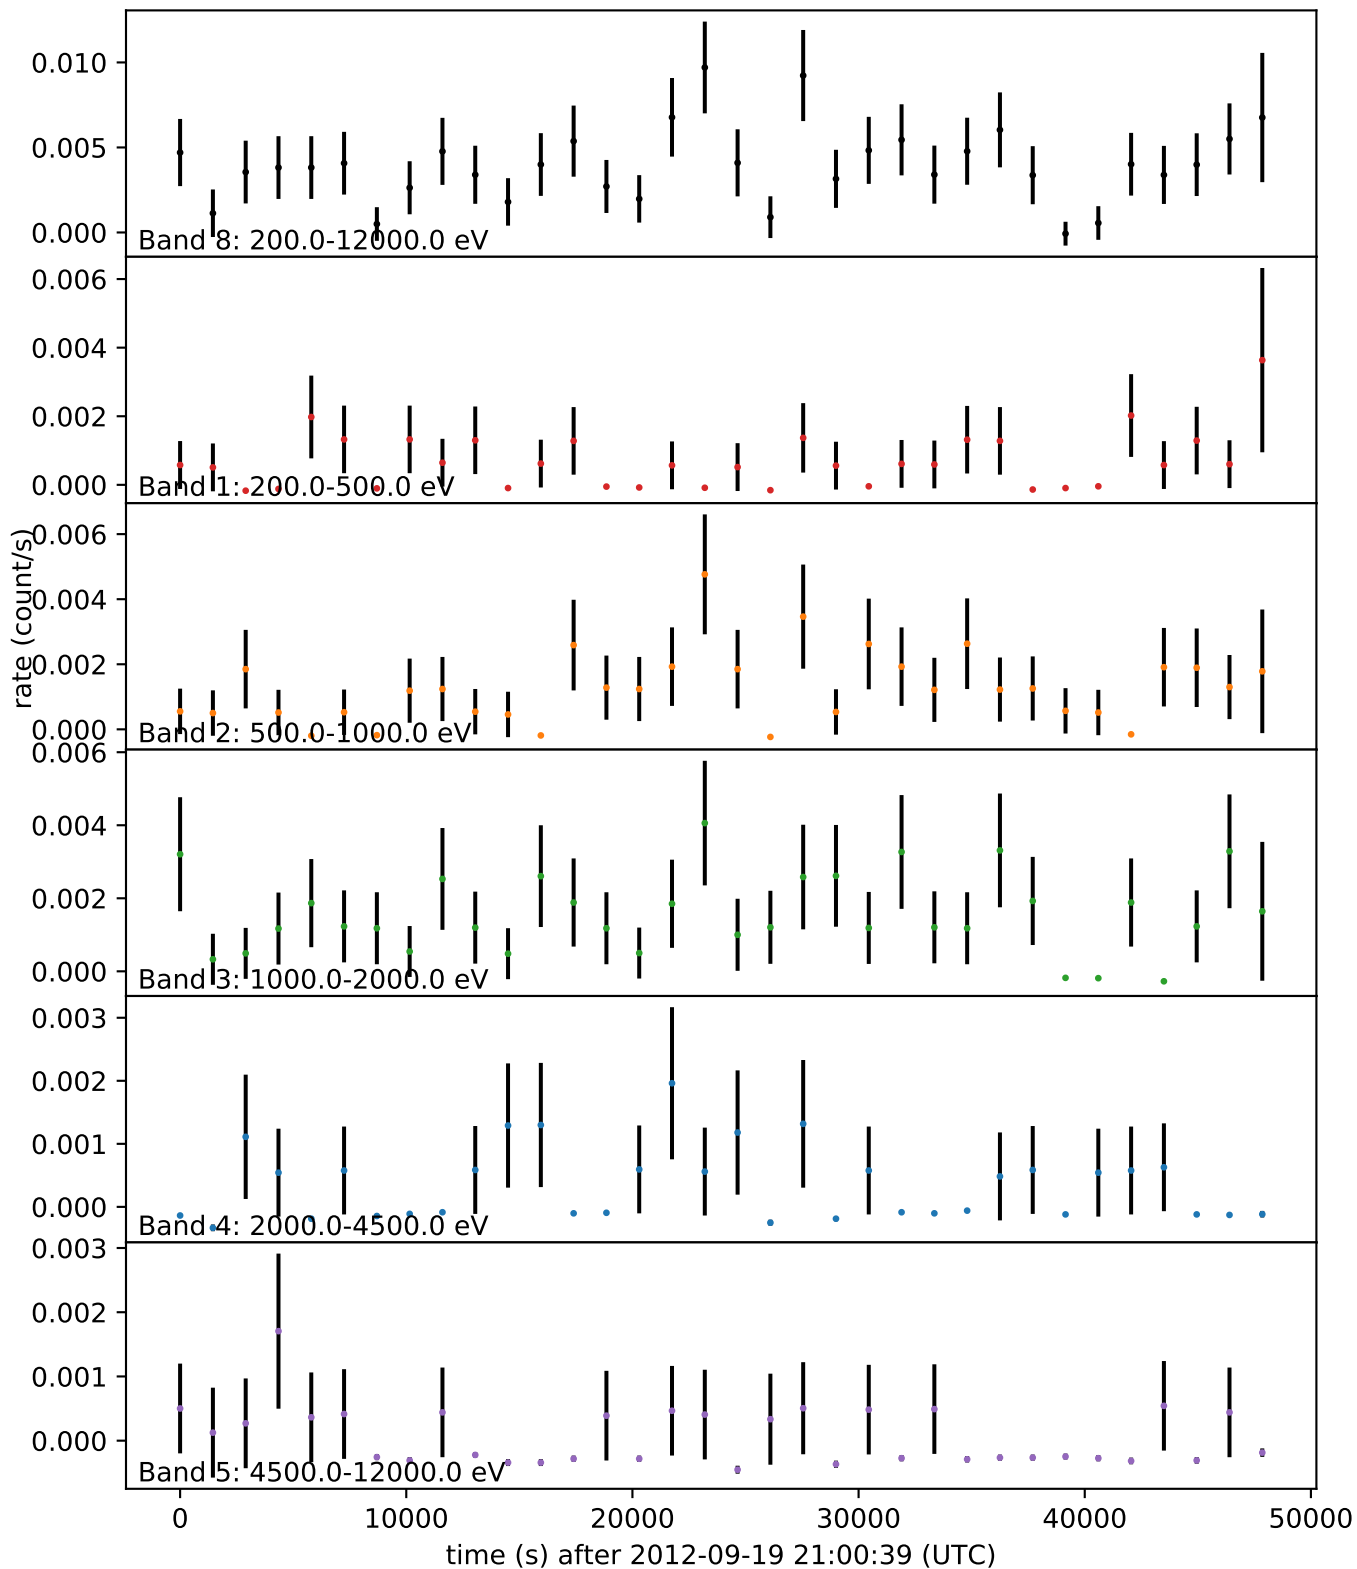 0.010
0.005
0.000
Band 8: 200.0-12000.0 eV
0.006
0.004
0.002
0.000
Band 1: 200.0-500.0 eV
rate (count/s)
0.006
0.004
0.002
0.000
Band 2: 500.0-1000.0 eV
0.006
0.004
0.002
0.000
Band 3: 1000.0-2000.0 eV
0.003
0.002
0.001
0.000
Band 4: 2000.0-4500.0 eV
0.003
0.002
0.001
0.000
Band 5: 4500.0-12000.0 eV
0 10000 20000 30000 40000 50000
time (s) after 2012-09-19 21:00:39 (UTC)